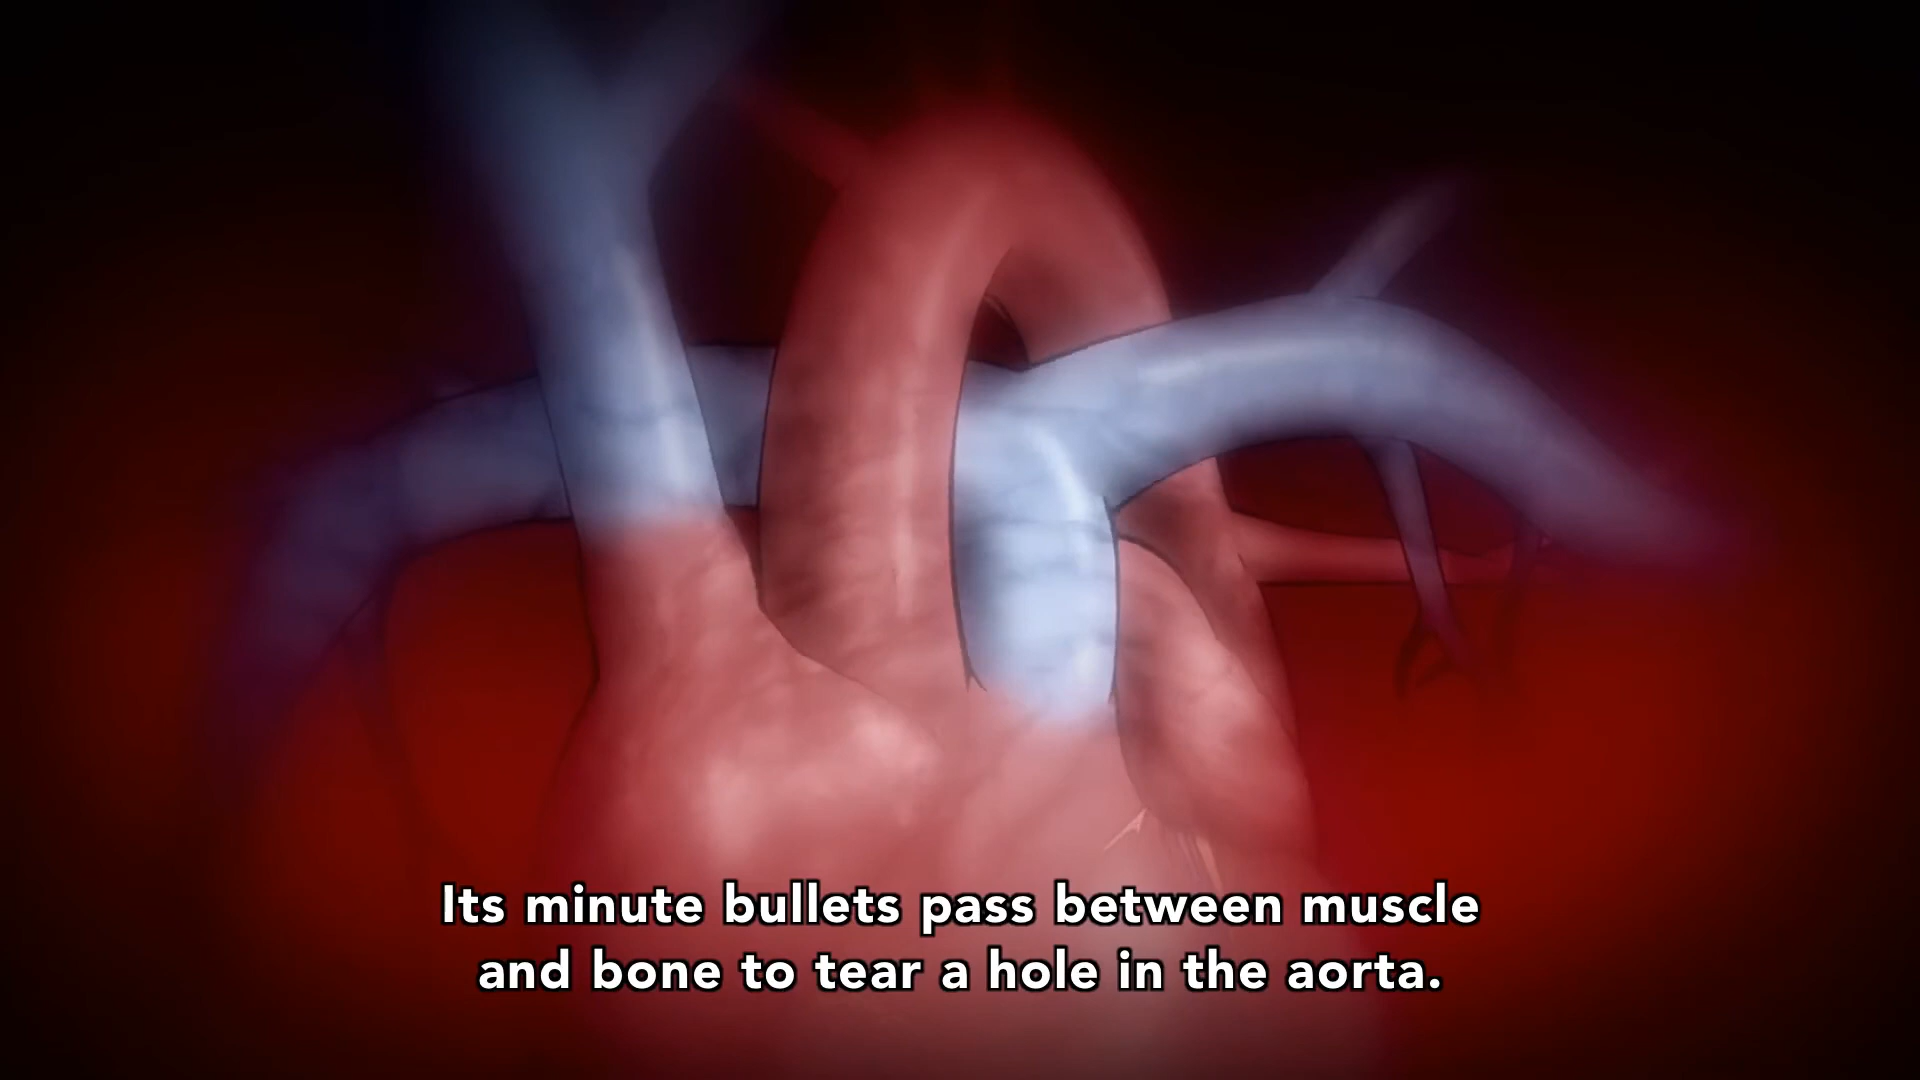 Its minute bullets pass between muscle
and bone to tear a hole in the aorta.